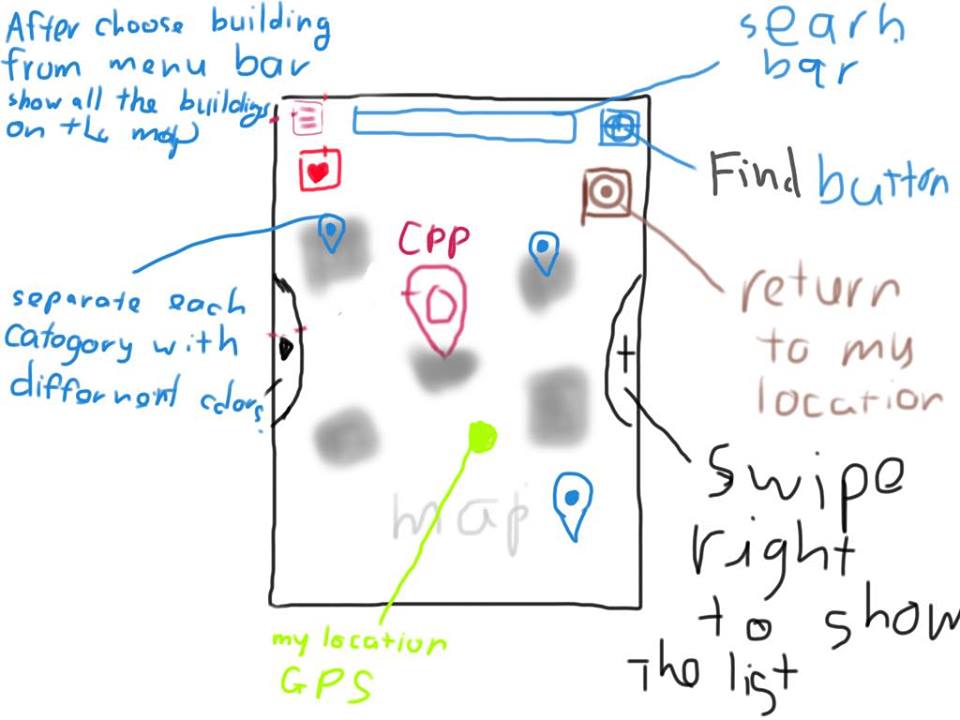 After choose building
from menu bar
show all the buildings
on the map
searh
bar
Find button
CPP
return
to my
location
separate each
Catagory with
differnent colors
map
Swipe
right
to show
The list
my location
GPS